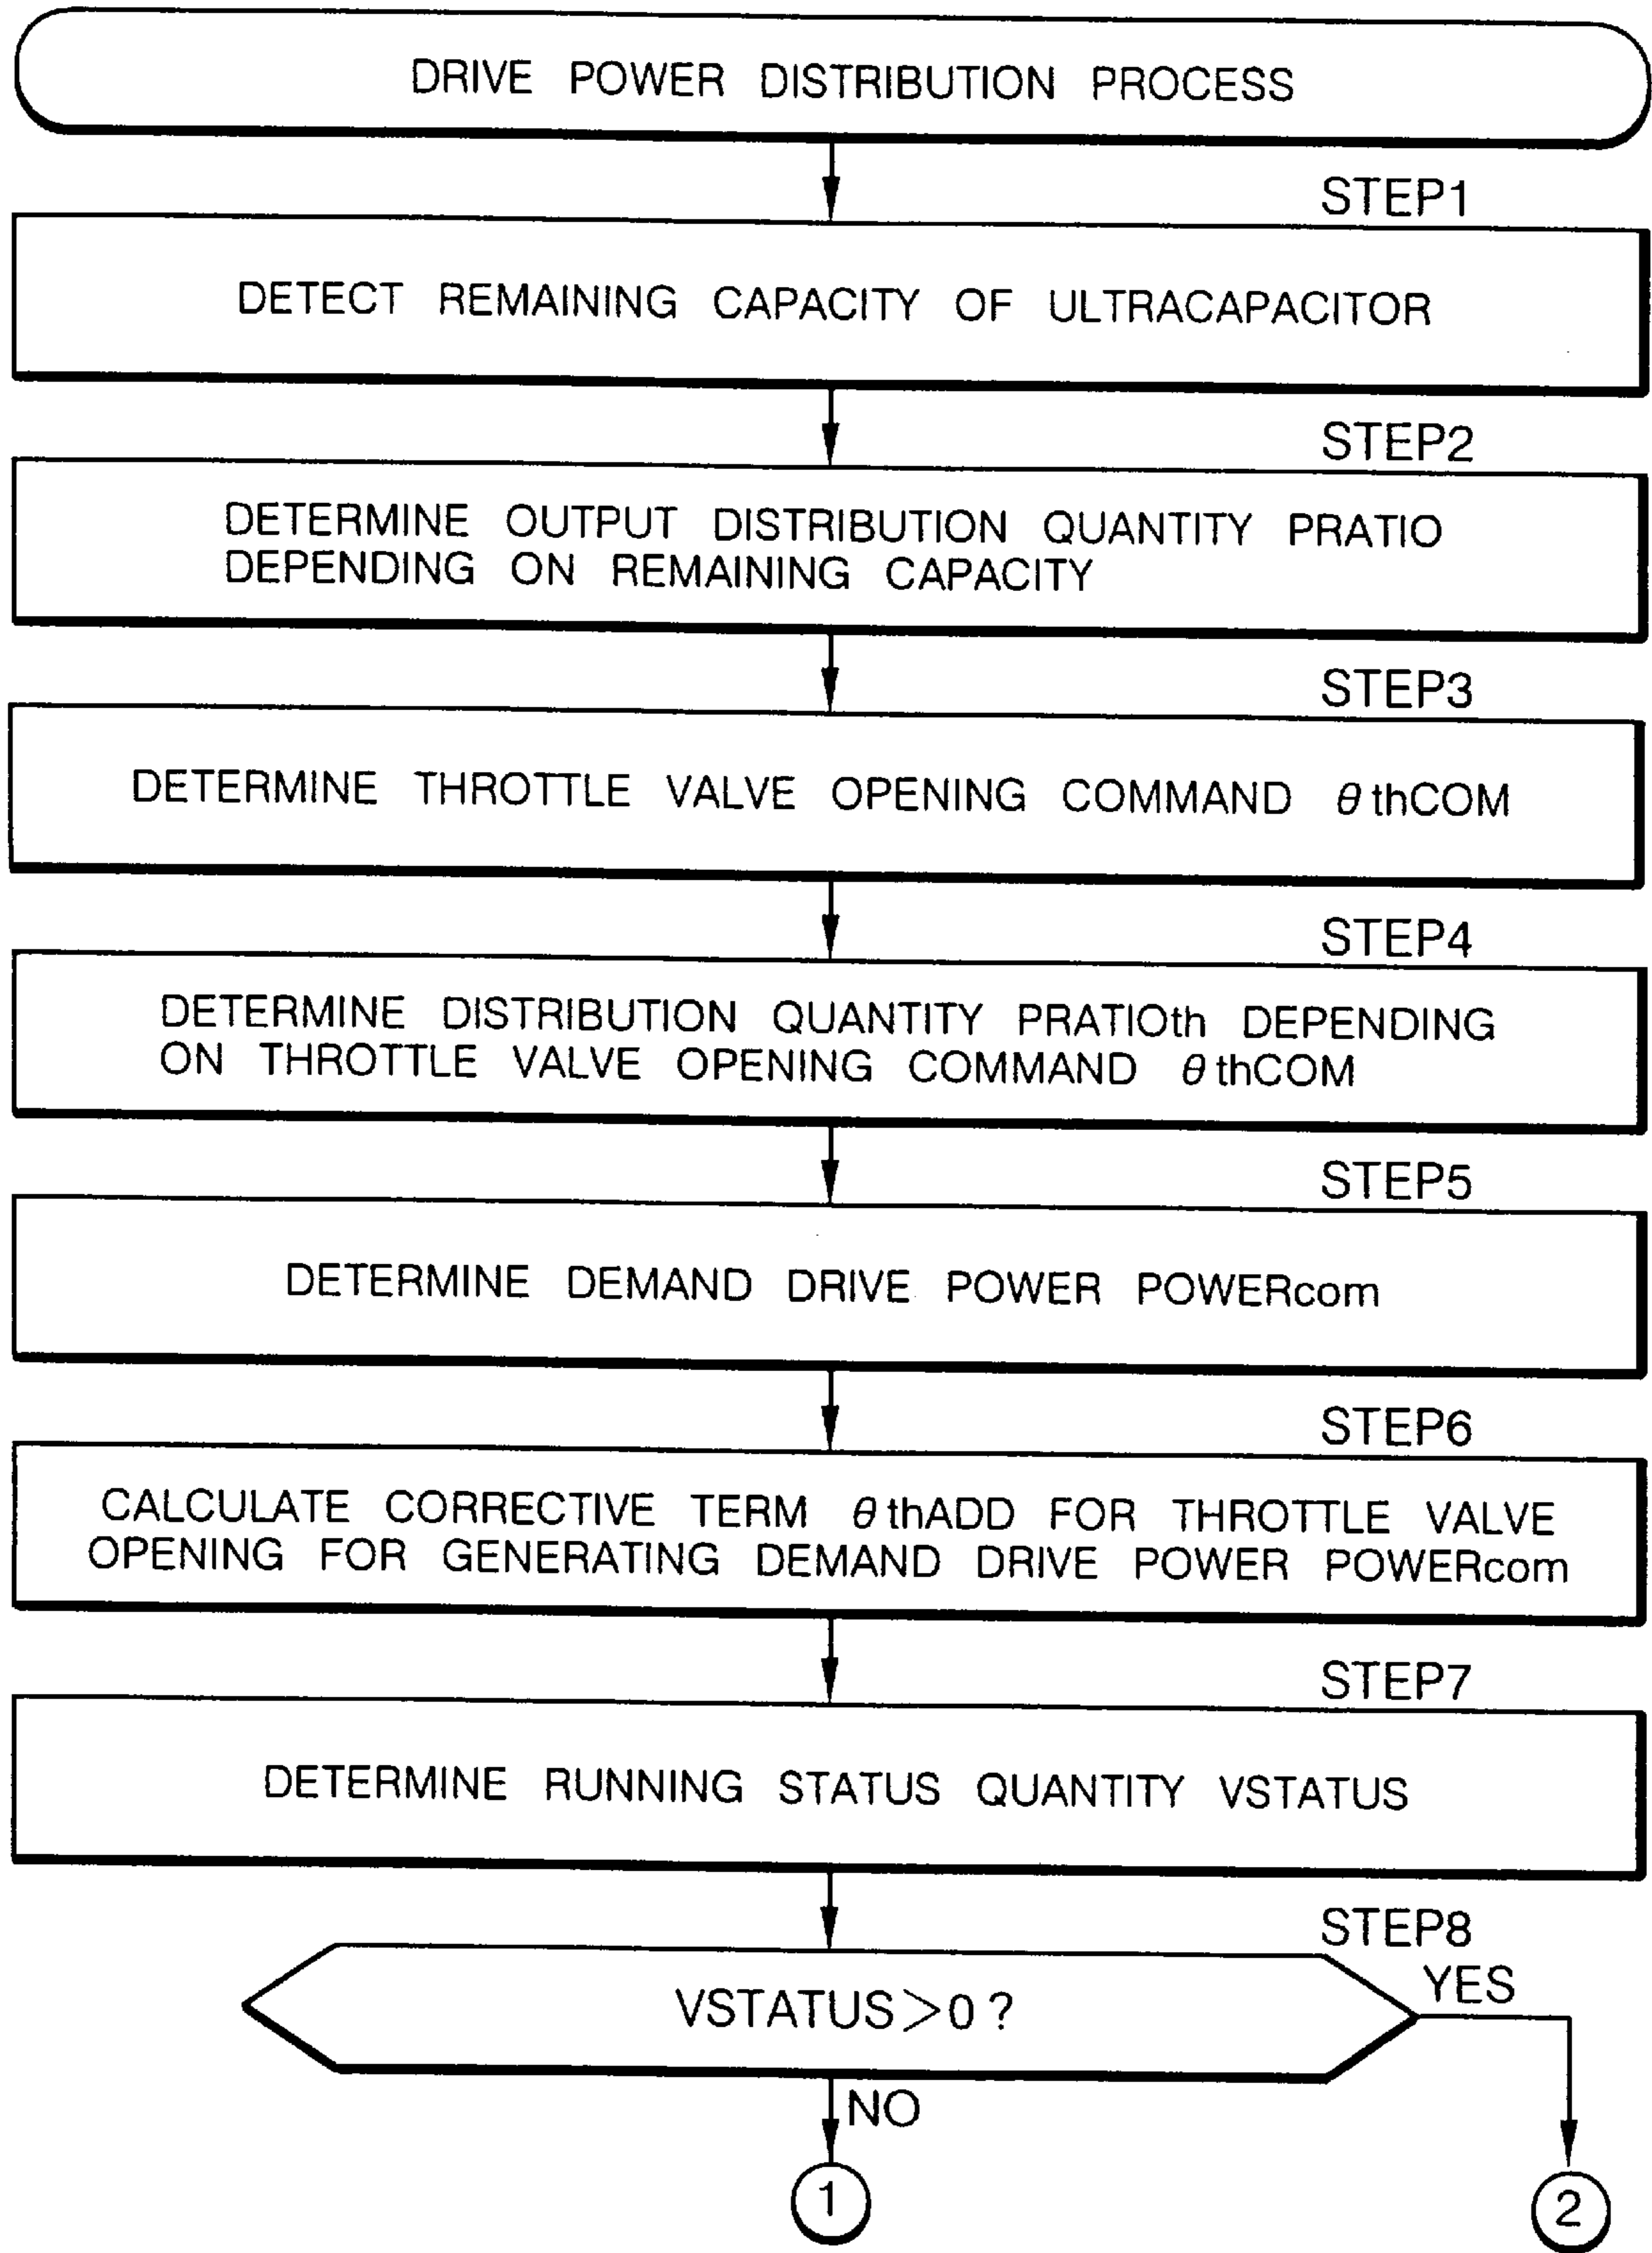 DRIVE POWER DISTRIBUTION PROCESS
STEP1
DETECT REMAINING CAPACITY OF ULTRACAPACITOR
STEP2
DETERMINE OUTPUT DISTRIBUTION QUANTITY PRATIO
DEPENDING ON REMAINING CAPACITY
STEP3
DETERMINE THROTTLE VALVE OPENING COMMAND θthCOM
STEP4
DETERMINE DISTRIBUTION QUANTITY PRATIOth DEPENDING
ON THROTTLE VALVE OPENING COMMAND θthCOM
STEP5
DETERMINE DEMAND DRIVE POWER POWERcom
STEP6
CALCULATE CORRECTIVE TERM θthADD FOR THROTTLE VALVE
OPENING FOR GENERATING DEMAND DRIVE POWER POWERcom
STEP7
DETERMINE RUNNING STATUS QUANTITY VSTATUS
STEP8
VSTATUS>0?
YES
NO
1
2